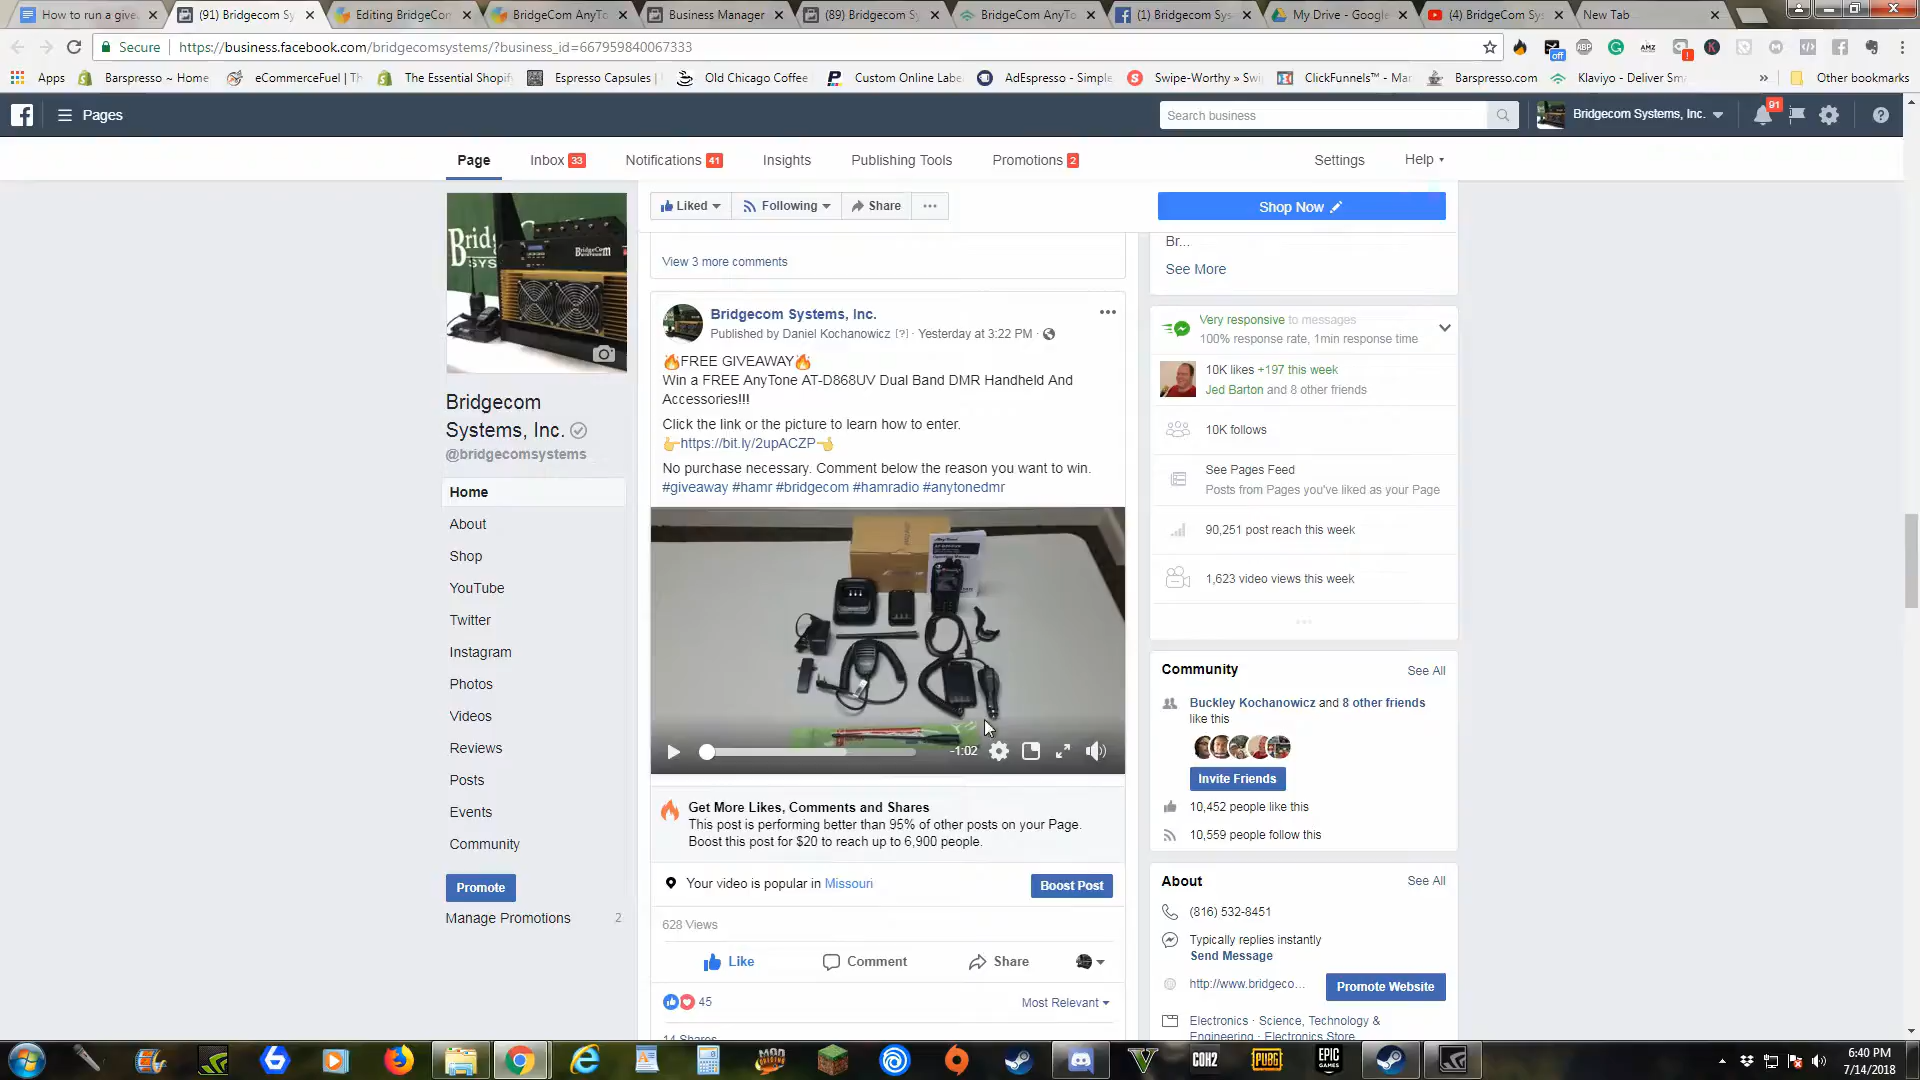 How to run a give
(91) Bridgecom Sy
Editing BridgeCom
BridgeCom AnyTo
Business Manager
(89) Bridgecom Sy
BridgeCom AnyTo
(1) Bridgecom Sys
My Drive - Google
(4) BridgeCom Sys
New Tab
Secure
https://business.facebook.com/bridgecomsystems/?business_id=667959840067333
Apps
Barspresso ~ Home
eCommerceFuel | Th
The Essential Shopif
Espresso Capsules |
Old Chicago Coffee
Custom Online Labe
AdEspresso - Simple
Swipe-Worthy » Swi
ClickFunnels™ - Mar
Barspresso.com
Klaviyo - Deliver Sm
»
Other bookmarks
Pages
Search business
Bridgecom Systems, Inc.
91
Page
Inbox 33
Notifications 41
Insights
Publishing Tools
Promotions 2
Settings
Help
Liked
Following
Share
Shop Now
Bridgecom
Systems, Inc.
@bridgecomsystems
Home
About
Shop
YouTube
Twitter
Instagram
Photos
Videos
Reviews
Posts
Events
Community
Promote
Manage Promotions 2
View 3 more comments
Bridgecom Systems, Inc.
Published by Daniel Kochanowicz [?] · Yesterday at 3:22 PM ·
🔥FREE GIVEAWAY🔥
Win a FREE AnyTone AT-D868UV Dual Band DMR Handheld And
Accessories!!!
Click the link or the picture to learn how to enter.
👉https://bit.ly/2upACZP👈
No purchase necessary. Comment below the reason you want to win.
#giveaway #hamr #bridgecom #hamradio #anytonedmr
-1:02
Get More Likes, Comments and Shares
This post is performing better than 95% of other posts on your Page.
Boost this post for $20 to reach up to 6,900 people.
Your video is popular in Missouri
Boost Post
628 Views
Like
Comment
Share
45
Most Relevant
14 Shares
Br...
See More
Very responsive to messages
100% response rate, 1min response time
10K likes +197 this week
Jed Barton and 8 other friends
10K follows
See Pages Feed
Posts from Pages you've liked as your Page
90,251 post reach this week
1,623 video views this week
Community
See All
Buckley Kochanowicz and 8 other friends
like this
Invite Friends
10,452 people like this
10,559 people follow this
About
See All
(816) 532-8451
Typically replies instantly
Send Message
http://www.bridgeco...
Promote Website
Electronics · Science, Technology &
Engineering · Electronics Store
6:40 PM
7/14/2018